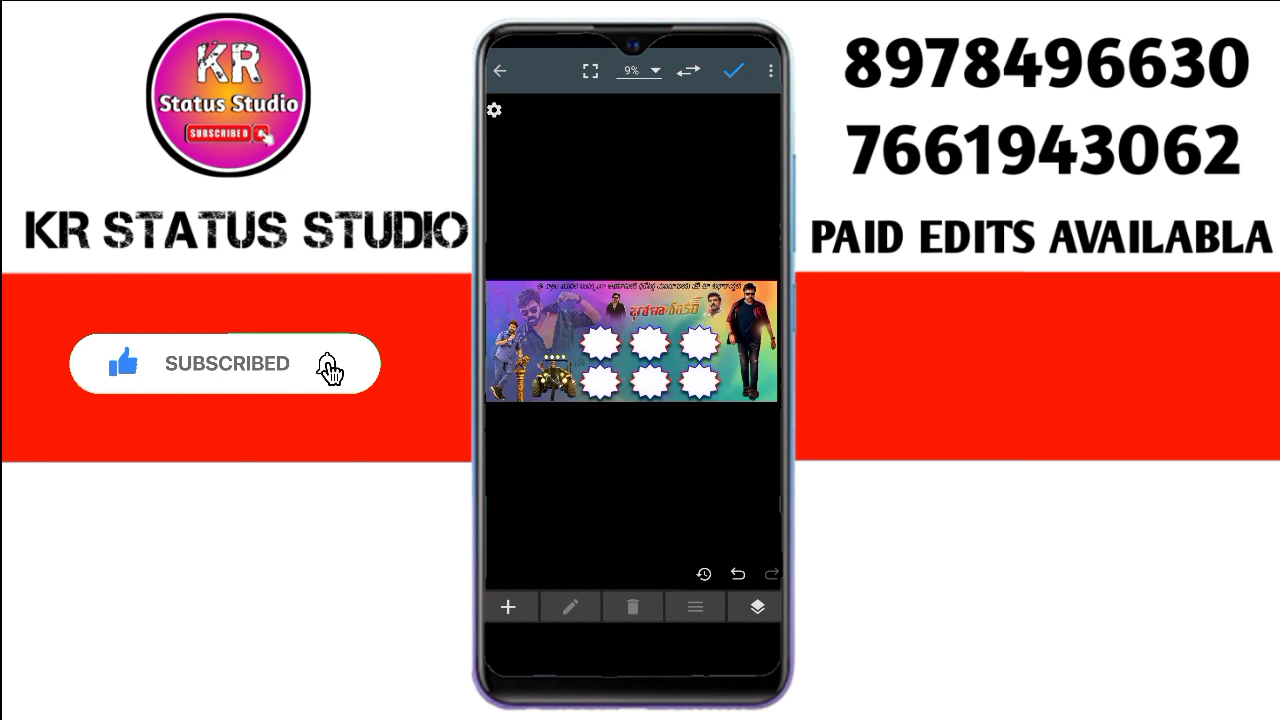 KR
Status Studio
SUBSCRIBED
KR STATUS STUDIO
SUBSCRIBED
9%
8978496630
7661943062
PAID EDITS AVAILABLA